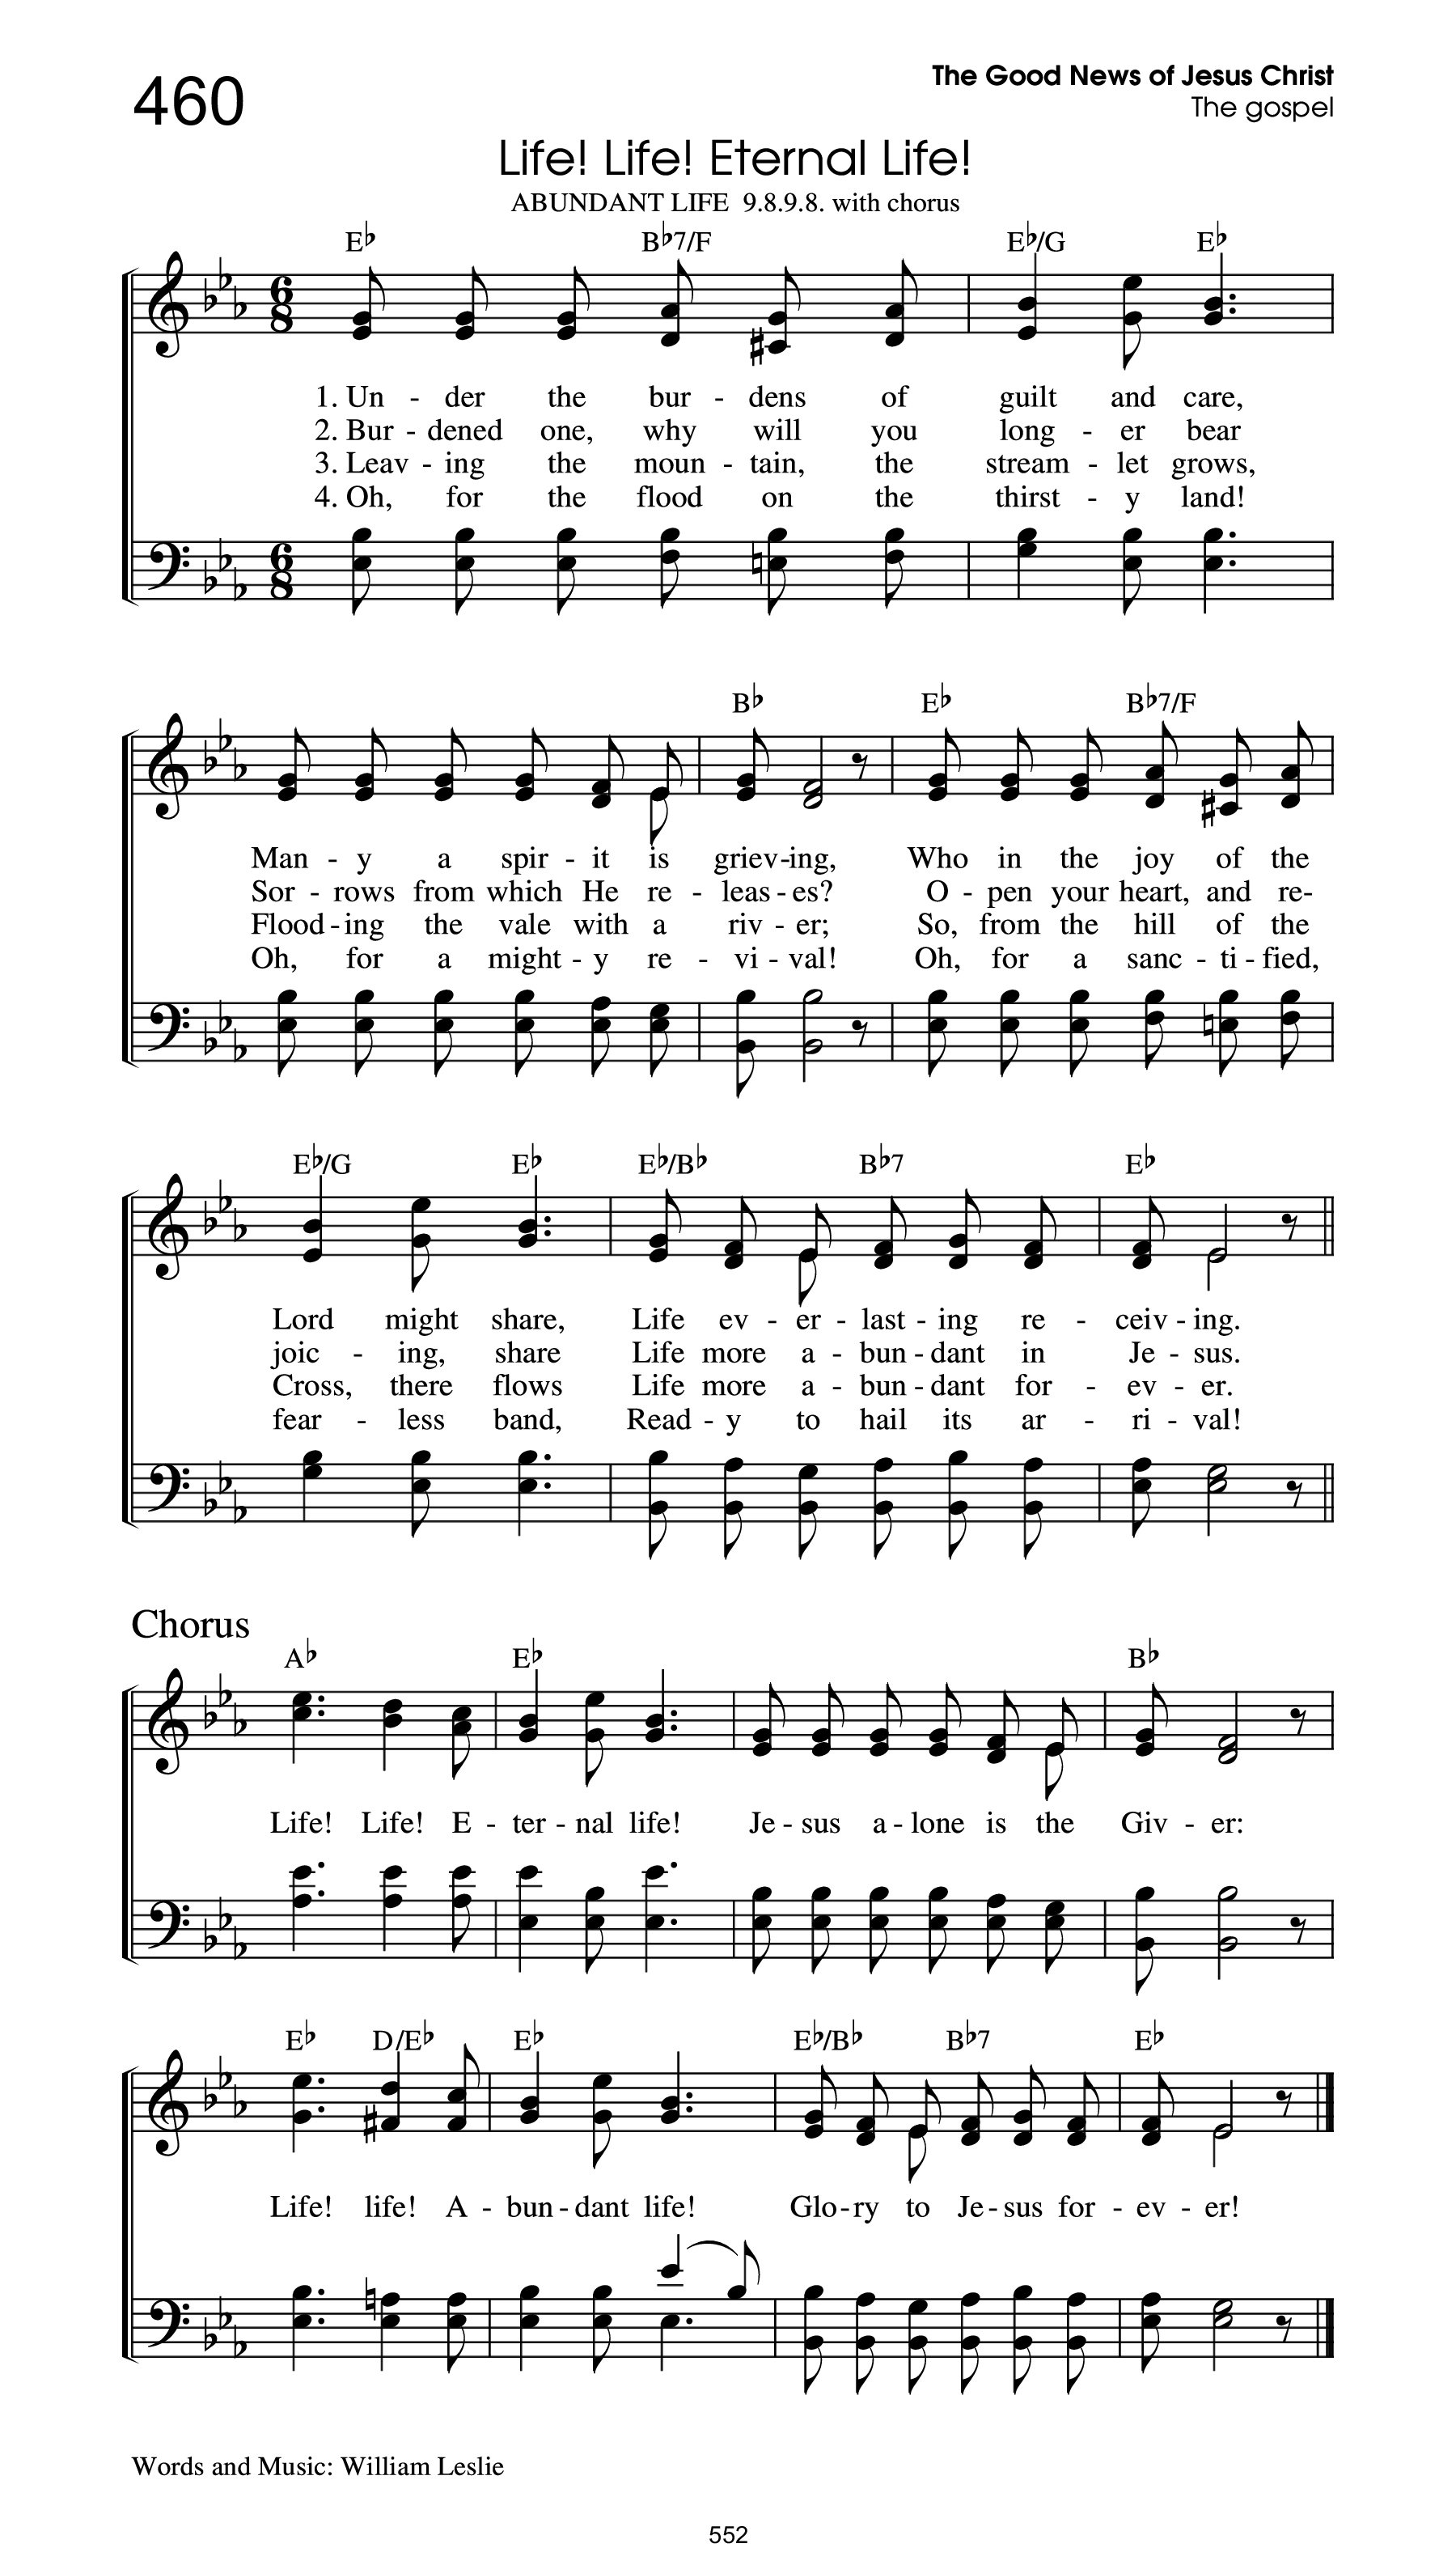 460
The Good News of Jesus Christ
The gospel
Life! Life! Eternal Life!
ABUNDANT LIFE 9.8.9.8. with chorus
E♭ B♭7/F E♭/G E♭
1. Un - der the bur - dens of guilt and care,
2. Bur - dened one, why will you long - er bear
3. Leav - ing the moun - tain, the stream - let grows,
4. Oh, for the flood on the thirst - y land!
B♭ E♭ B♭7/F
Man - y a spir - it is griev - ing, Who in the joy of the
Sor - rows from which He re - leas - es? O - pen your heart, and re-
Flood - ing the vale with a riv - er; So, from the hill of the
Oh, for a might - y re - vi - val! Oh, for a sanc - ti - fied,
E♭/G E♭ E♭/B♭ B♭7 E♭
Lord might share, Life ev - er - last - ing re - ceiv - ing.
joic - ing, share Life more a - bun - dant in Je - sus.
Cross, there flows Life more a - bun - dant for - ev - er.
fear - less band, Read - y to hail its ar - ri - val!
Chorus
A♭ E♭ B♭
Life! Life! E - ter - nal life! Je - sus a - lone is the Giv - er:
E♭ D/E♭ E♭ E♭/B♭ B♭7 E♭
Life! life! A - bun - dant life! Glo - ry to Je - sus for - ev - er!
Words and Music: William Leslie
552